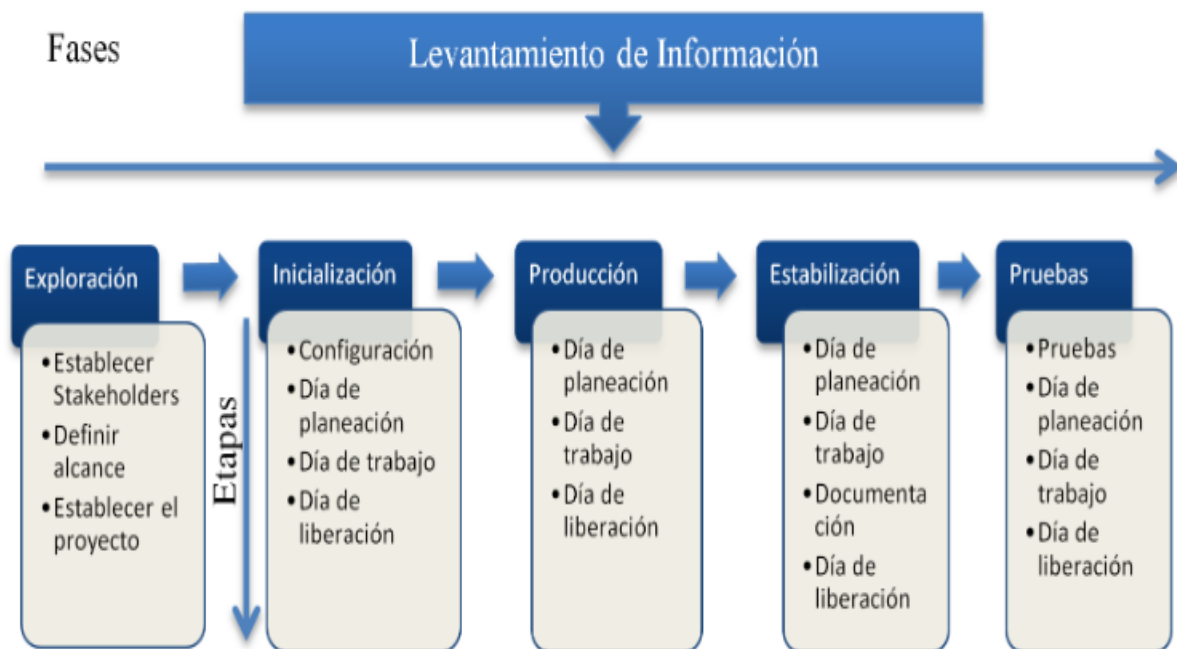 Fases
Levantamiento de Información
Exploración
• Establecer
Stakeholders
• Definir
alcance
• Establecer el
proyecto
Etapas
Inicialización
• Configuración
• Día de
planeación
• Día de trabajo
• Día de
liberación
Producción
• Día de
planeación
• Día de
trabajo
• Día de
liberación
Estabilización
• Día de
planeación
• Día de
trabajo
• Documenta
ción
• Día de
liberación
Pruebas
• Pruebas
• Día de
planeación
• Día de
trabajo
• Día de
liberación